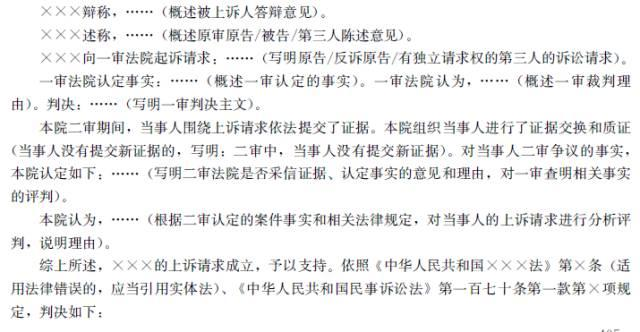 ×××辩称，……（概述被上诉人答辩意见）。
×××述称，……（概述原审原告/被告/第三人陈述意见）。
×××向一审法院起诉请求：……（写明原告/反诉原告/有独立请求权的第三人的诉讼请求）。
一审法院认定事实：……（概述一审认定的事实）。一审法院认为，……（概述一审裁判理
由）。判决：……（写明一审判决主文）。
本院二审期间，当事人围绕上诉请求依法提交了证据。本院组织当事人进行了证据交换和质证
（当事人没有提交新证据的，写明：二审中，当事人没有提交新证据）。对当事人二审争议的事实，
本院认定如下：……（写明二审法院是否采信证据、认定事实的意见和理由，对一审查明相关事实
的评判）。
本院认为，……（根据二审认定的案件事实和相关法律规定，对当事人的上诉请求进行分析评
判，说明理由）。
综上所述，×××的上诉请求成立，予以支持。依照《中华人民共和国×××法》第×条（适
用法律错误的，应当引用实体法）、《中华人民共和国民事诉讼法》第一百七十条第一款第×项规
定，判决如下：